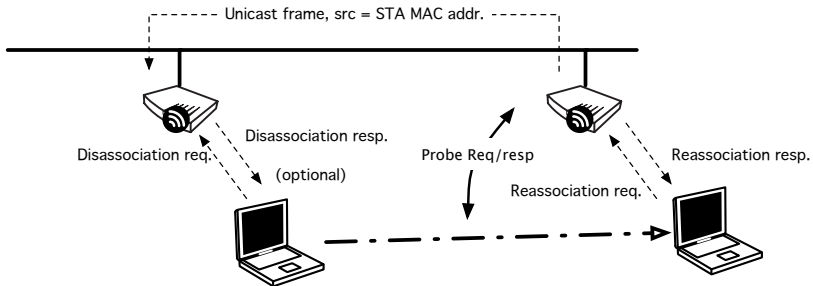 Unicast frame, src = STA MAC addr.
Disassociation resp.
Disassociation req.
(optional)
Probe Req/resp
Reassociation resp.
Reassociation req.